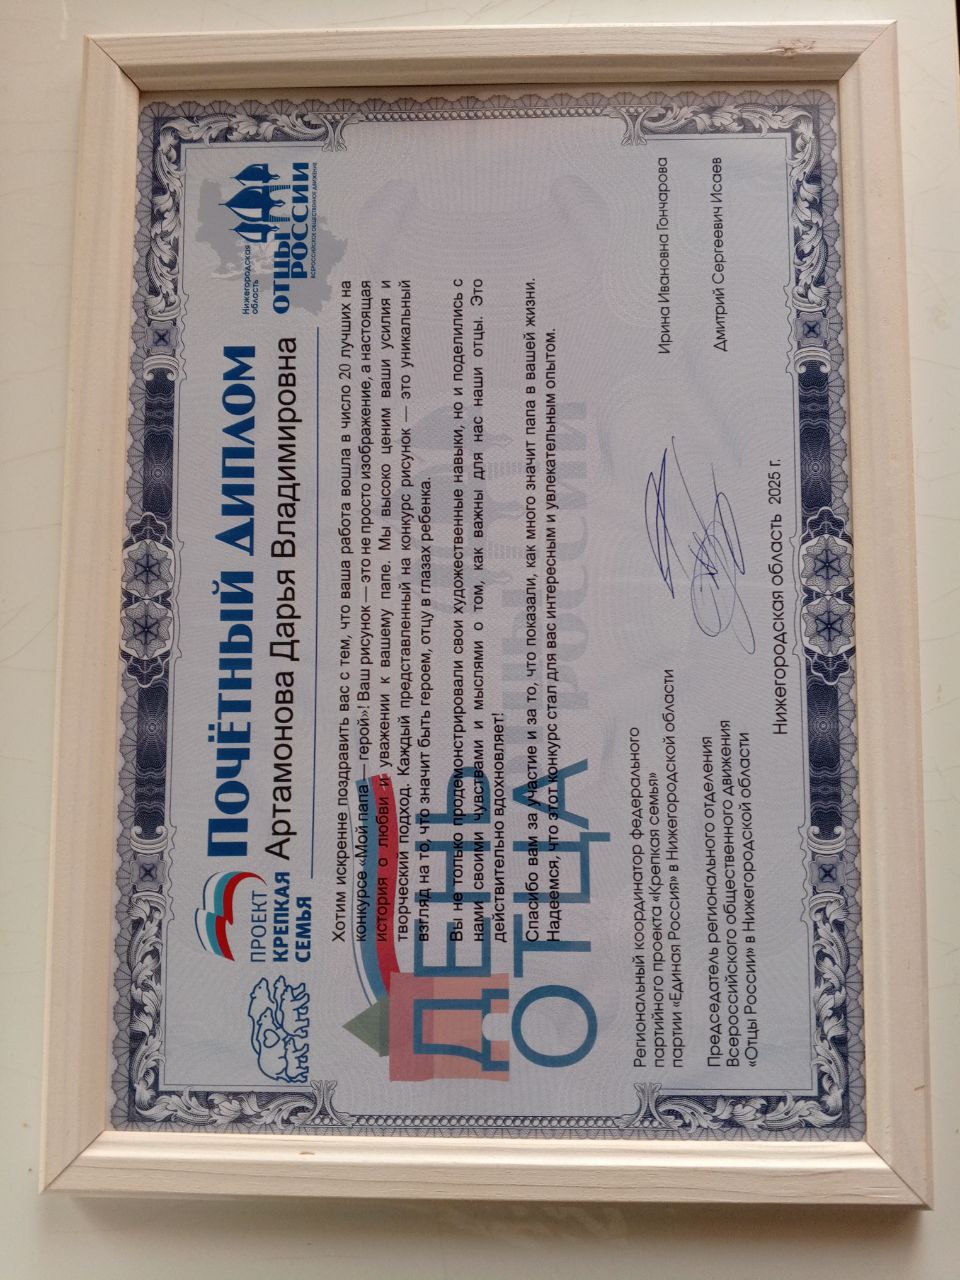 ПРОЕКТ
КРЕПКАЯ
СЕМЬЯ
ПОЧЁТНЫЙ ДИПЛОМ
Артамонова Дарья Владимировна
Нижегородская
область
ОТЦЫ
РОССИИ
ВСЕРОССИЙСКОЕ ОБЩЕСТВЕННОЕ ДВИЖЕНИЕ
Хотим искренне поздравить вас с тем, что ваша работа вошла в число 20 лучших на
конкурсе «Мой папа — герой»! Ваш рисунок — это не просто изображение, а настоящая
история о любви и уважении к вашему папе. Мы высоко ценим ваши усилия и
творческий подход. Каждый представленный на конкурс рисунок — это уникальный
взгляд на то, что значит быть героем, отцу в глазах ребенка.
Вы не только продемонстрировали свои художественные навыки, но и поделились с
нами своими чувствами и мыслями о том, как важны для нас наши отцы. Это
действительно вдохновляет!
Спасибо вам за участие и за то, что показали, как много значит папа в вашей жизни.
Надеемся, что этот конкурс стал для вас интересным и увлекательным опытом.
ДЕНЬ
ОТЦА
ОТЦЫ
РОССИИ
Региональный координатор федерального
партийного проекта «Крепкая семья»
партии «Единая Россия» в Нижегородской области
Ирина Ивановна Гончарова
Председатель регионального отделения
Всероссийского общественного движения
«Отцы России» в Нижегородской области
Дмитрий Сергеевич Исаев
Нижегородская область 2025 г.